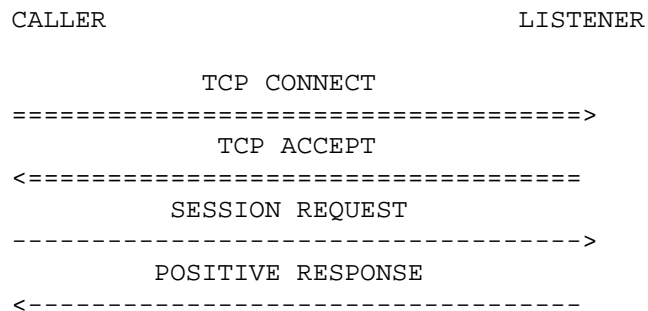 CALLER                          LISTENER
            TCP CONNECT
====================================>
             TCP ACCEPT
<===================================
          SESSION REQUEST
------------------------------------>
         POSITIVE RESPONSE
<-----------------------------------